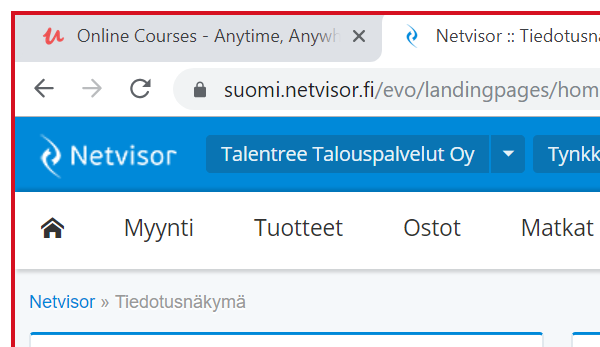 Online Courses - Anytime, Anywh
Netvisor :: Tiedotusnä
suomi.netvisor.fi/evo/landingpages/hom
Netvisor
Talentree Talouspalvelut Oy
Tynkk
Myynti
Tuotteet
Ostot
Matkat
Netvisor » Tiedotusnäkymä